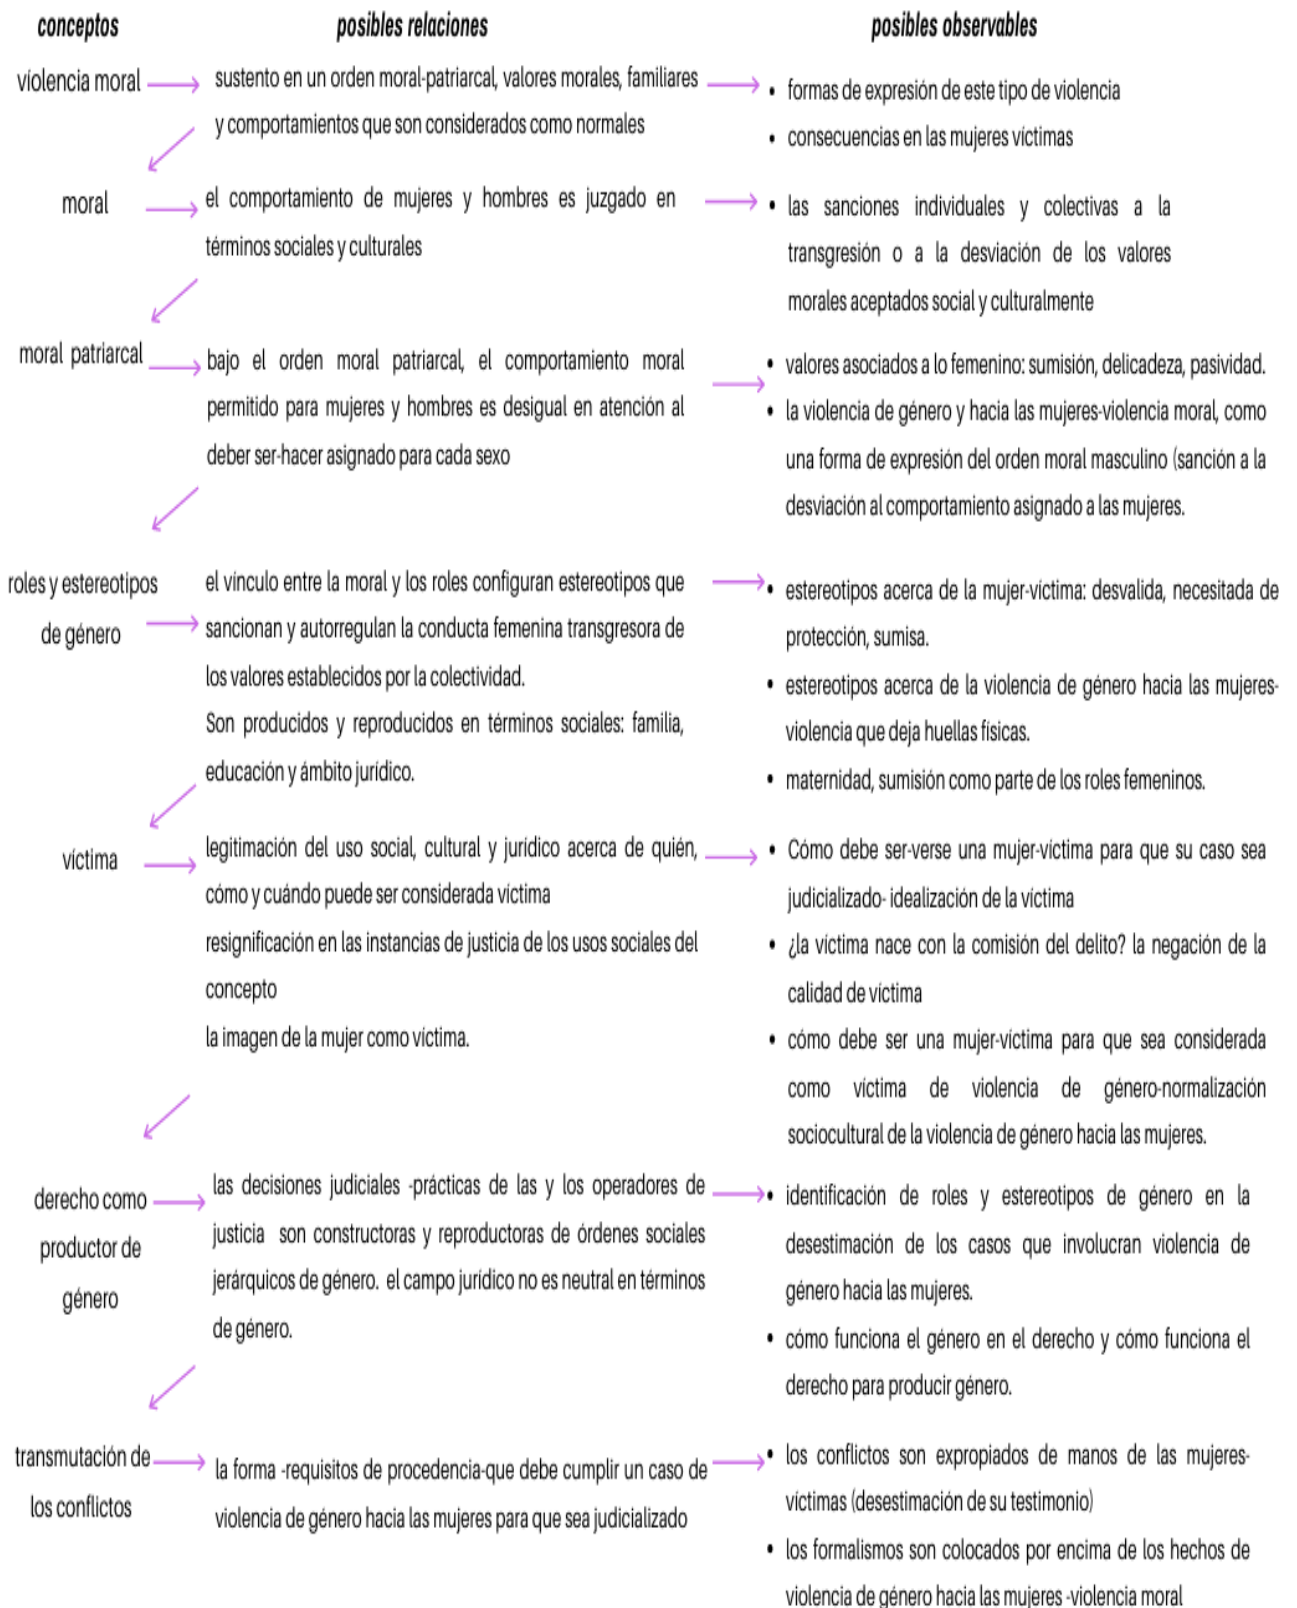 conceptos
posibles relaciones
posibles observables
violencia moral
sustento en un orden moral-patriarcal, valores morales, familiares
y comportamientos que son considerados como normales
• formas de expresión de este tipo de violencia
• consecuencias en las mujeres víctimas
moral
el comportamiento de mujeres y hombres es juzgado en
términos sociales y culturales
• las sanciones individuales y colectivas a la
transgresión o a la desviación de los valores
morales aceptados social y culturalmente
moral patriarcal
bajo el orden moral patriarcal, el comportamiento moral
permitido para mujeres y hombres es desigual en atención al
deber ser-hacer asignado para cada sexo
• valores asociados a lo femenino: sumisión, delicadeza, pasividad.
• la violencia de género y hacia las mujeres-violencia moral, como
una forma de expresión del orden moral masculino (sanción a la
desviación al comportamiento asignado a las mujeres.
roles y estereotipos
de género
el vínculo entre la moral y los roles configuran estereotipos que
sancionan y autorregulan la conducta femenina transgresora de
los valores establecidos por la colectividad.
Son producidos y reproducidos en términos sociales: familia,
educación y ámbito jurídico.
• estereotipos acerca de la mujer-víctima: desvalida, necesitada de
protección, sumisa.
• estereotipos acerca de la violencia de género hacia las mujeres-
violencia que deja huellas físicas.
• maternidad, sumisión como parte de los roles femeninos.
víctima
legitimación del uso social, cultural y jurídico acerca de quién,
cómo y cuándo puede ser considerada víctima
resignificación en las instancias de justicia de los usos sociales del
concepto
la imagen de la mujer como víctima.
• Cómo debe ser-verse una mujer-víctima para que su caso sea
judicializado- idealización de la víctima
• ¿la víctima nace con la comisión del delito? la negación de la
calidad de víctima
• cómo debe ser una mujer-víctima para que sea considerada
como víctima de violencia de género-normalización
sociocultural de la violencia de género hacia las mujeres.
derecho como
productor de
género
las decisiones judiciales -prácticas de las y los operadores de
justicia son constructoras y reproductoras de órdenes sociales
jerárquicos de género. el campo jurídico no es neutral en términos
de género.
• identificación de roles y estereotipos de género en la
desestimación de los casos que involucran violencia de
género hacia las mujeres.
• cómo funciona el género en el derecho y cómo funciona el
derecho para producir género.
transmutación de
los conflictos
la forma -requisitos de procedencia-que debe cumplir un caso de
violencia de género hacia las mujeres para que sea judicializado
• los conflictos son expropiados de manos de las mujeres-
víctimas (desestimación de su testimonio)
• los formalismos son colocados por encima de los hechos de
violencia de género hacia las mujeres -violencia moral